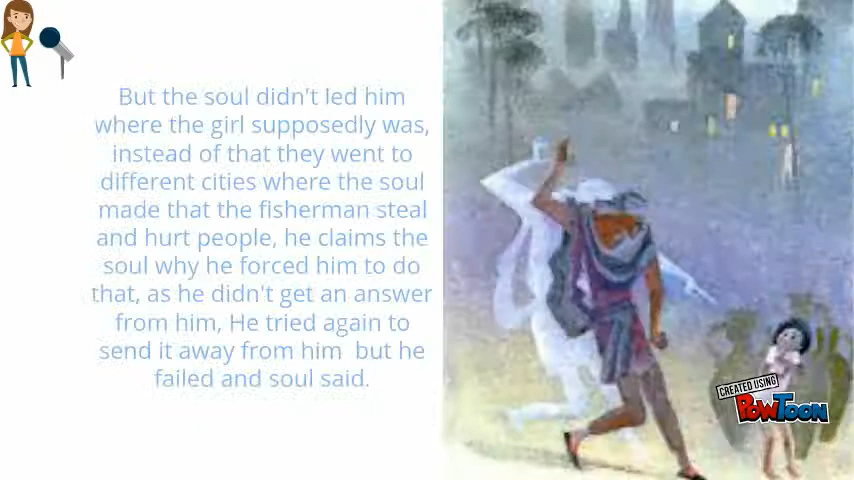 But the soul didn't led him
where the girl supposedly was,
instead of that they went to
different cities where the soul
made that the fisherman steal
and hurt people, he claims the
soul why he forced him to do
that, as he didn't get an answer
from him, He tried again to
send it away from him  but he
failed and soul said.
CREATED USING
POWTOON